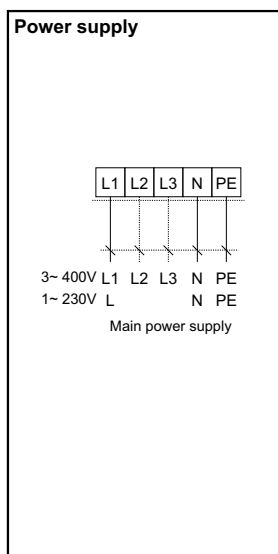 Power supply
L1 L2 L3 N PE
3~ 400V L1 L2 L3 N PE
1~ 230V L N PE
Main power supply